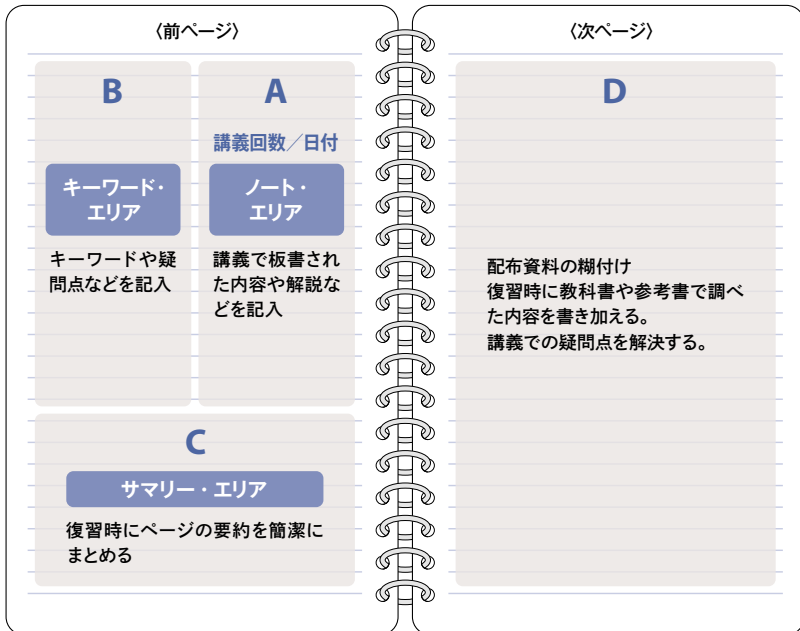 〈前ページ〉
B
キーワード・
エリア
キーワードや疑
問点などを記入
A
講義回数／日付
ノート・
エリア
講義で板書され
た内容や解説な
どを記入
C
サマリー・エリア
復習時にページの要約を簡潔に
まとめる
〈次ページ〉
D
配布資料の糊付け
復習時に教科書や参考書で調べ
た内容を書き加える。
講義での疑問点を解決する。